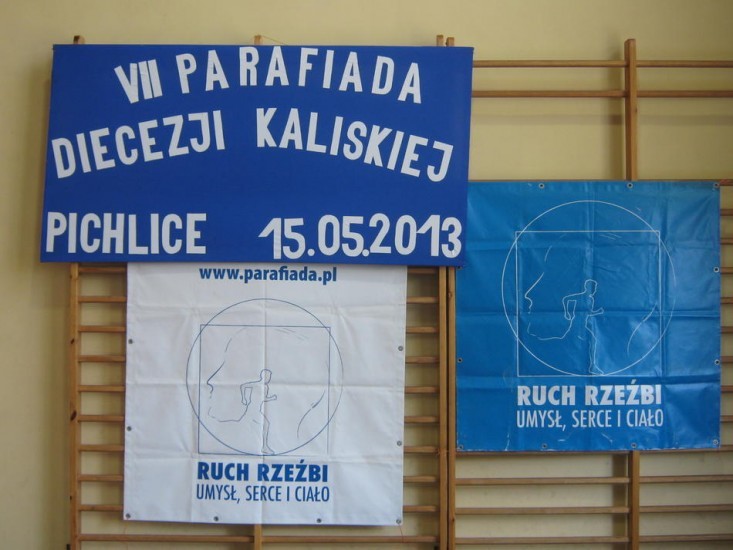 VII PARAFIADA
DIECEZJI KALISKIEJ
PICHLICE 15.05.2013
www.parafiada.pl
RUCH RZEŹBI
UMYSŁ, SERCE I CIAŁO
RUCH RZEŹBI
UMYSŁ, SERCE I CIAŁO